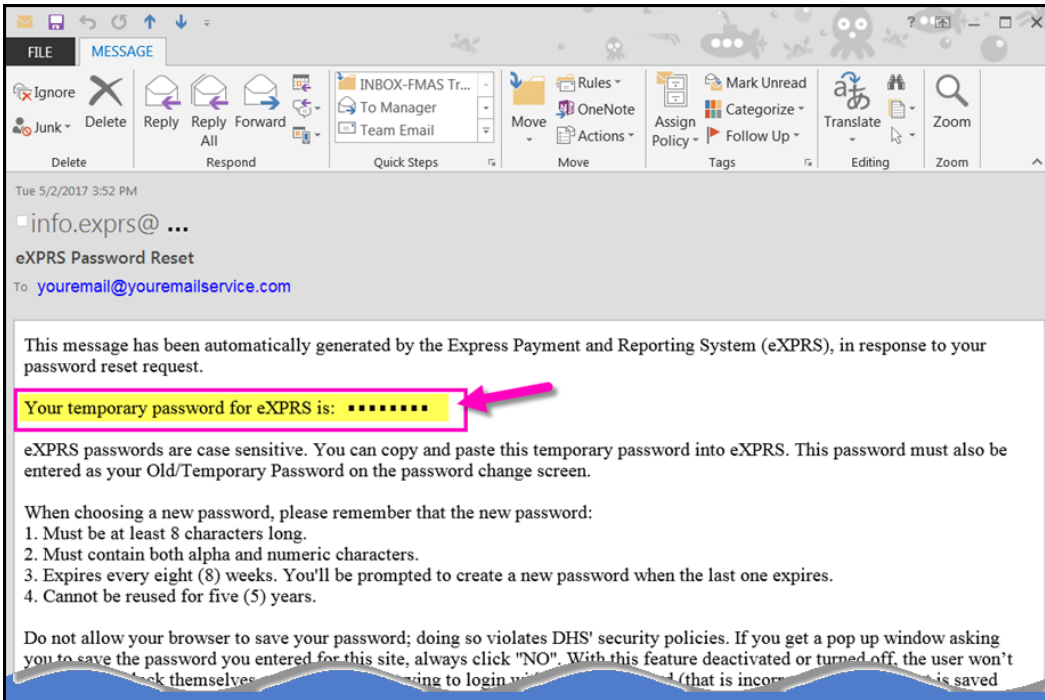 FILE MESSAGE
?
Ignore
Junk
Delete
Reply
Reply All
Forward
INBOX-FMAS Tr...
To Manager
Team Email
Move
Rules
OneNote
Actions
Assign Policy
Mark Unread
Categorize
Follow Up
Translate
Zoom
Delete Respond Quick Steps Move Tags Editing Zoom
Tue 5/2/2017 3:52 PM
info.exprs@ ...
eXPRS Password Reset
To youremail@youremailservice.com
This message has been automatically generated by the Express Payment and Reporting System (eXPRS), in response to your
password reset request.
Your temporary password for eXPRS is: ▪▪▪▪▪▪▪▪
eXPRS passwords are case sensitive. You can copy and paste this temporary password into eXPRS. This password must also be
entered as your Old/Temporary Password on the password change screen.
When choosing a new password, please remember that the new password:
1. Must be at least 8 characters long.
2. Must contain both alpha and numeric characters.
3. Expires every eight (8) weeks. You'll be prompted to create a new password when the last one expires.
4. Cannot be reused for five (5) years.
Do not allow your browser to save your password; doing so violates DHS' security policies. If you get a pop up window asking
you to save the password you entered for this site, always click "NO". With this feature deactivated or turned off, the user won't
themselves to login (that is saved